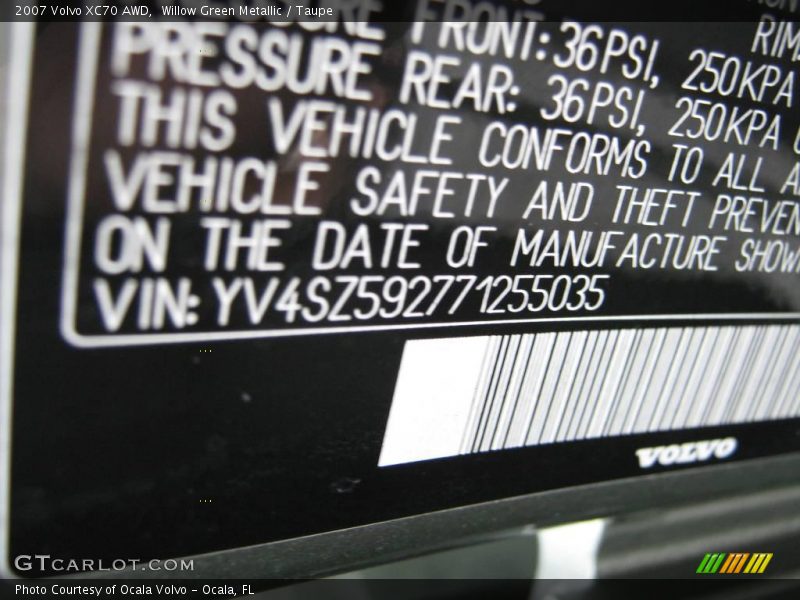 2007 Volvo XC70 AWD, Willow Green Metallic / Taupe
FRONT: 36PSI, 250KPA
PRESSURE REAR: 36PSI, 250KPA
THIS VEHICLE CONFORMS TO ALL A
VEHICLE SAFETY AND THEFT PREVEN
ON THE DATE OF MANUFACTURE SHOW
VIN: YV4SZ592771255035
VOLVO
GTCARLOT.COM
Photo Courtesy of Ocala Volvo - Ocala, FL